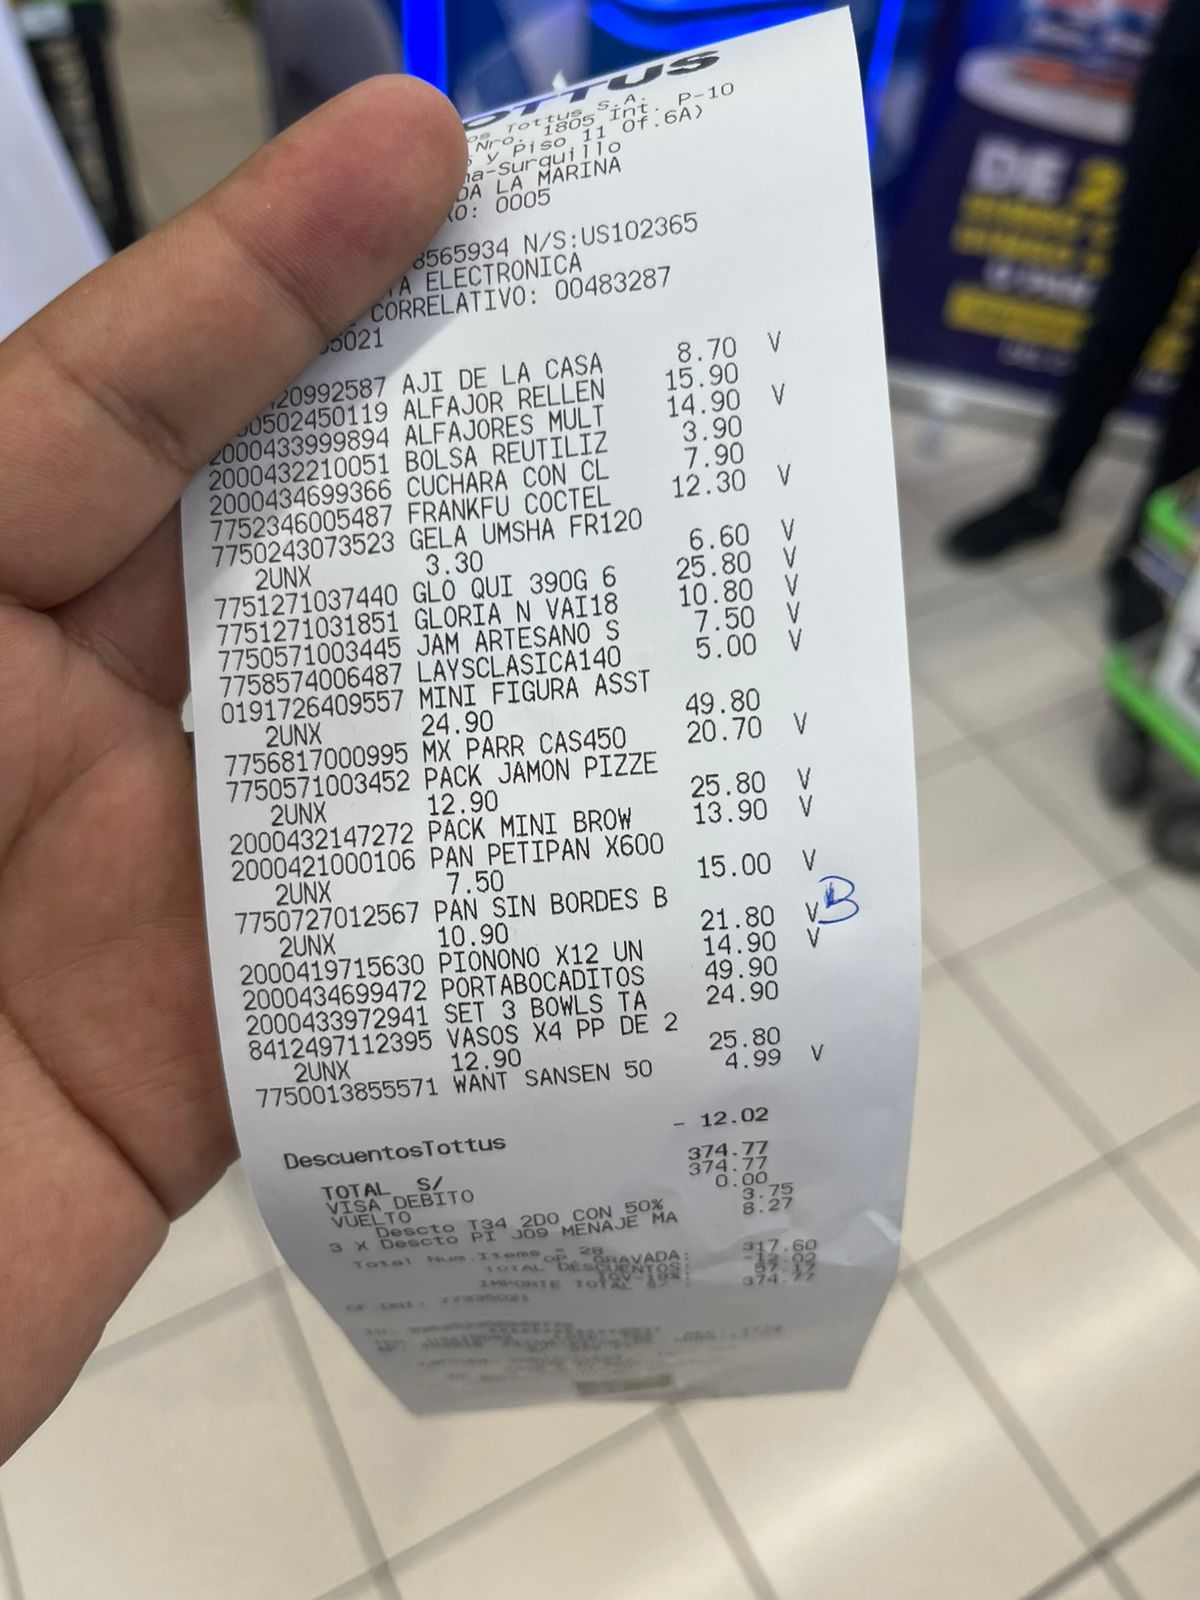 OTTUS
os Tottus S.A.
Nro. 1805 Int. P-10
y Piso 11 Of.6A)
na-Surquillo
DA LA MARINA
RO: 0005
8565934 N/S:US102365
TA ELECTRONICA
CORRELATIVO: 00483287
35021
20992587 AJI DE LA CASA 8.70 V
00502450119 ALFAJOR RELLEN 15.90
2000433999894 ALFAJORES MULT 14.90 V
2000432210051 BOLSA REUTILIZ 3.90
2000434699366 CUCHARA CON CL 7.90
7752346005487 FRANKFU COCTEL 12.30 V
7750243073523 GELA UMSHA FR120
2UNX 3.30 6.60 V
7751271037440 GLO QUI 390G 6 25.80 V
7751271031851 GLORIA N VAI18 10.80 V
7750571003445 JAM ARTESANO S 7.50 V
7758574006487 LAYSCLASICA140 5.00 V
0191726409557 MINI FIGURA ASST
2UNX 24.90 49.80
7756817000995 MX PARR CAS450 20.70 V
7750571003452 PACK JAMON PIZZE
2UNX 12.90 25.80 V
2000432147272 PACK MINI BROW 13.90 V
2000421000106 PAN PETIPAN X600
2UNX 7.50 15.00 V
7750727012567 PAN SIN BORDES B
2UNX 10.90 21.80 V B
2000419715630 PIONONO X12 UN 14.90 V
2000434699472 PORTABOCADITOS 49.90
2000433972941 SET 3 BOWLS TA 24.90
8412497112395 VASOS X4 PP DE 2
2UNX 12.90 25.80
7750013855571 WANT SANSEN 50 4.99 V
DescuentosTottus - 12.02
TOTAL S/ 374.77
VISA DEBITO 374.77
VUELTO 0.00
Descto T34 2DO CON 50% 3.75
3 X Descto PI J09 MENAJE MA 8.27
Total Num.Items = 28
OP GRAVADA: 317.60
TOTAL DESCUENTOS: -12.02
IGV-18%: 57.17
IMPORTE TOTAL S/ 374.77
DE 2